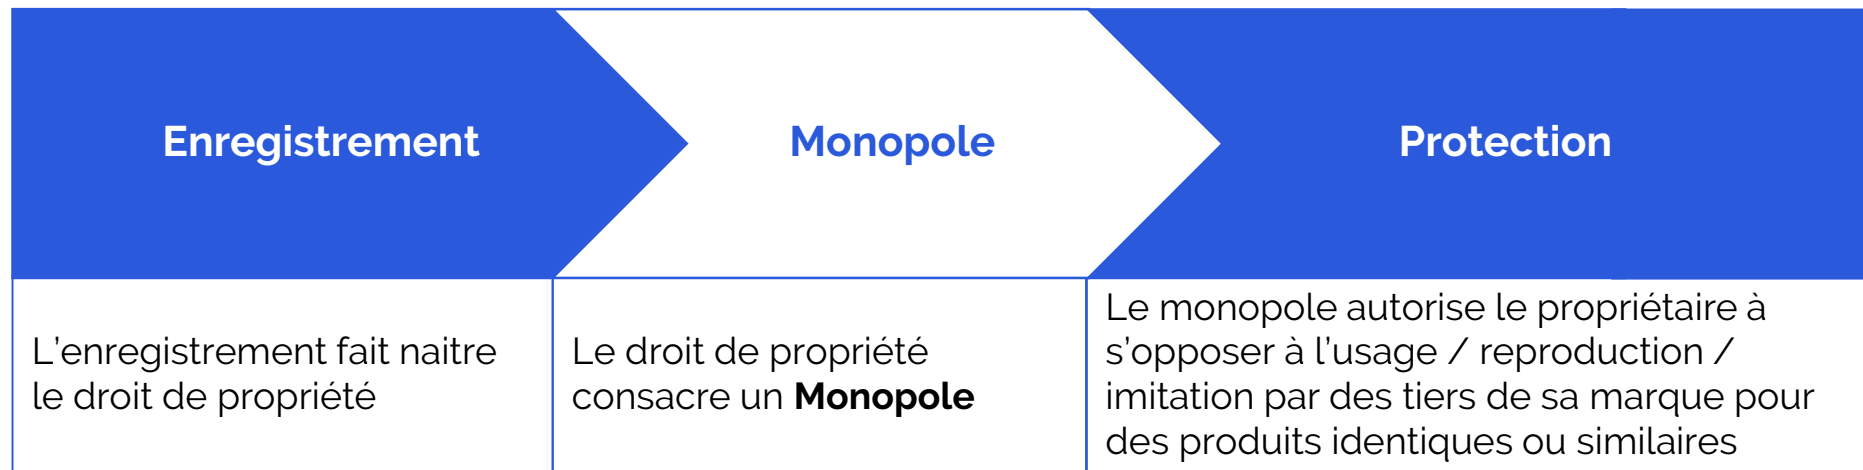 Enregistrement
Monopole
Protection
L’enregistrement fait naitre
le droit de propriété
Le droit de propriété
consacre un Monopole
Le monopole autorise le propriétaire à
s’opposer à l’usage / reproduction /
imitation par des tiers de sa marque pour
des produits identiques ou similaires